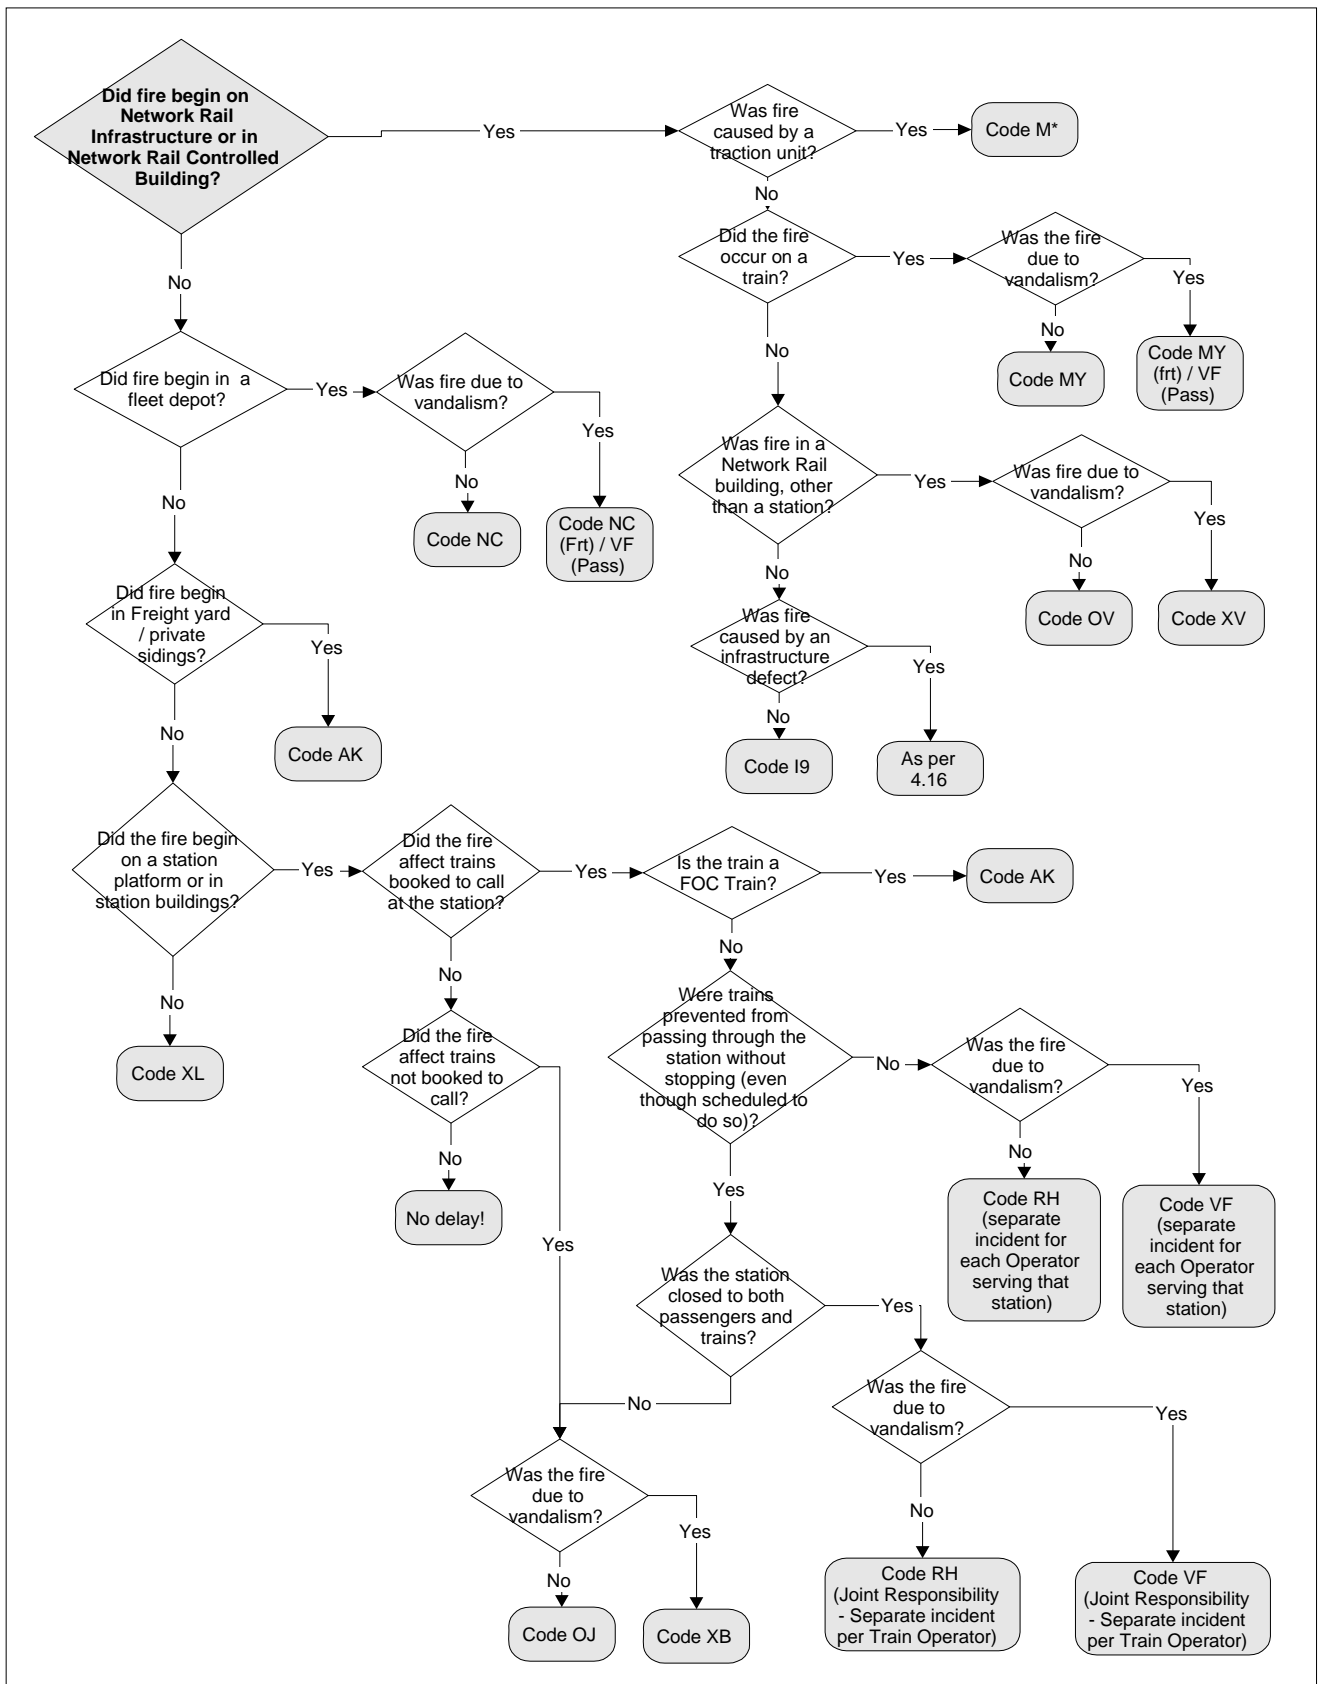 Did fire begin on
Network Rail
Infrastructure or in
Network Rail Controlled
Building?
Yes
Was fire
caused by a
traction unit?
Yes
Code M*
No
No
Did the fire
occur on a
train?
Yes
Was the fire
due to
vandalism?
Yes
No
Code MY
Code MY
(frt) / VF
(Pass)
No
Did fire begin in a
fleet depot?
Yes
Was fire due to
vandalism?
Yes
No
Code NC
Code NC
(Frt) / VF
(Pass)
No
Was fire in a
Network Rail
building, other
than a station?
Yes
Was fire due to
vandalism?
Yes
No
Code OV
Code XV
No
Was fire
caused by an
infrastructure
defect?
Yes
No
Code I9
As per
4.16
Did fire begin
in Freight yard
/ private
sidings?
Yes
No
Code AK
Did the fire begin
on a station
platform or in
station buildings?
Yes
No
Code XL
Did the fire
affect trains
booked to call
at the station?
Yes
No
Is the train a
FOC Train?
Yes
Code AK
No
Did the fire
affect trains
not booked to
call?
No
No delay!
Yes
Were trains
prevented from
passing through the
station without
stopping (even
though scheduled to
do so)?
No
Was the fire
due to
vandalism?
Yes
No
Code RH
(separate
incident for
each Operator
serving that
station)
Code VF
(separate
incident for
each Operator
serving that
station)
Yes
Was the station
closed to both
passengers and
trains?
Yes
No
Was the fire
due to
vandalism?
Yes
No
Code RH
(Joint Responsibility
- Separate incident
per Train Operator)
Code VF
(Joint Responsibility
- Separate incident
per Train Operator)
Was the fire
due to
vandalism?
Yes
No
Code OJ
Code XB